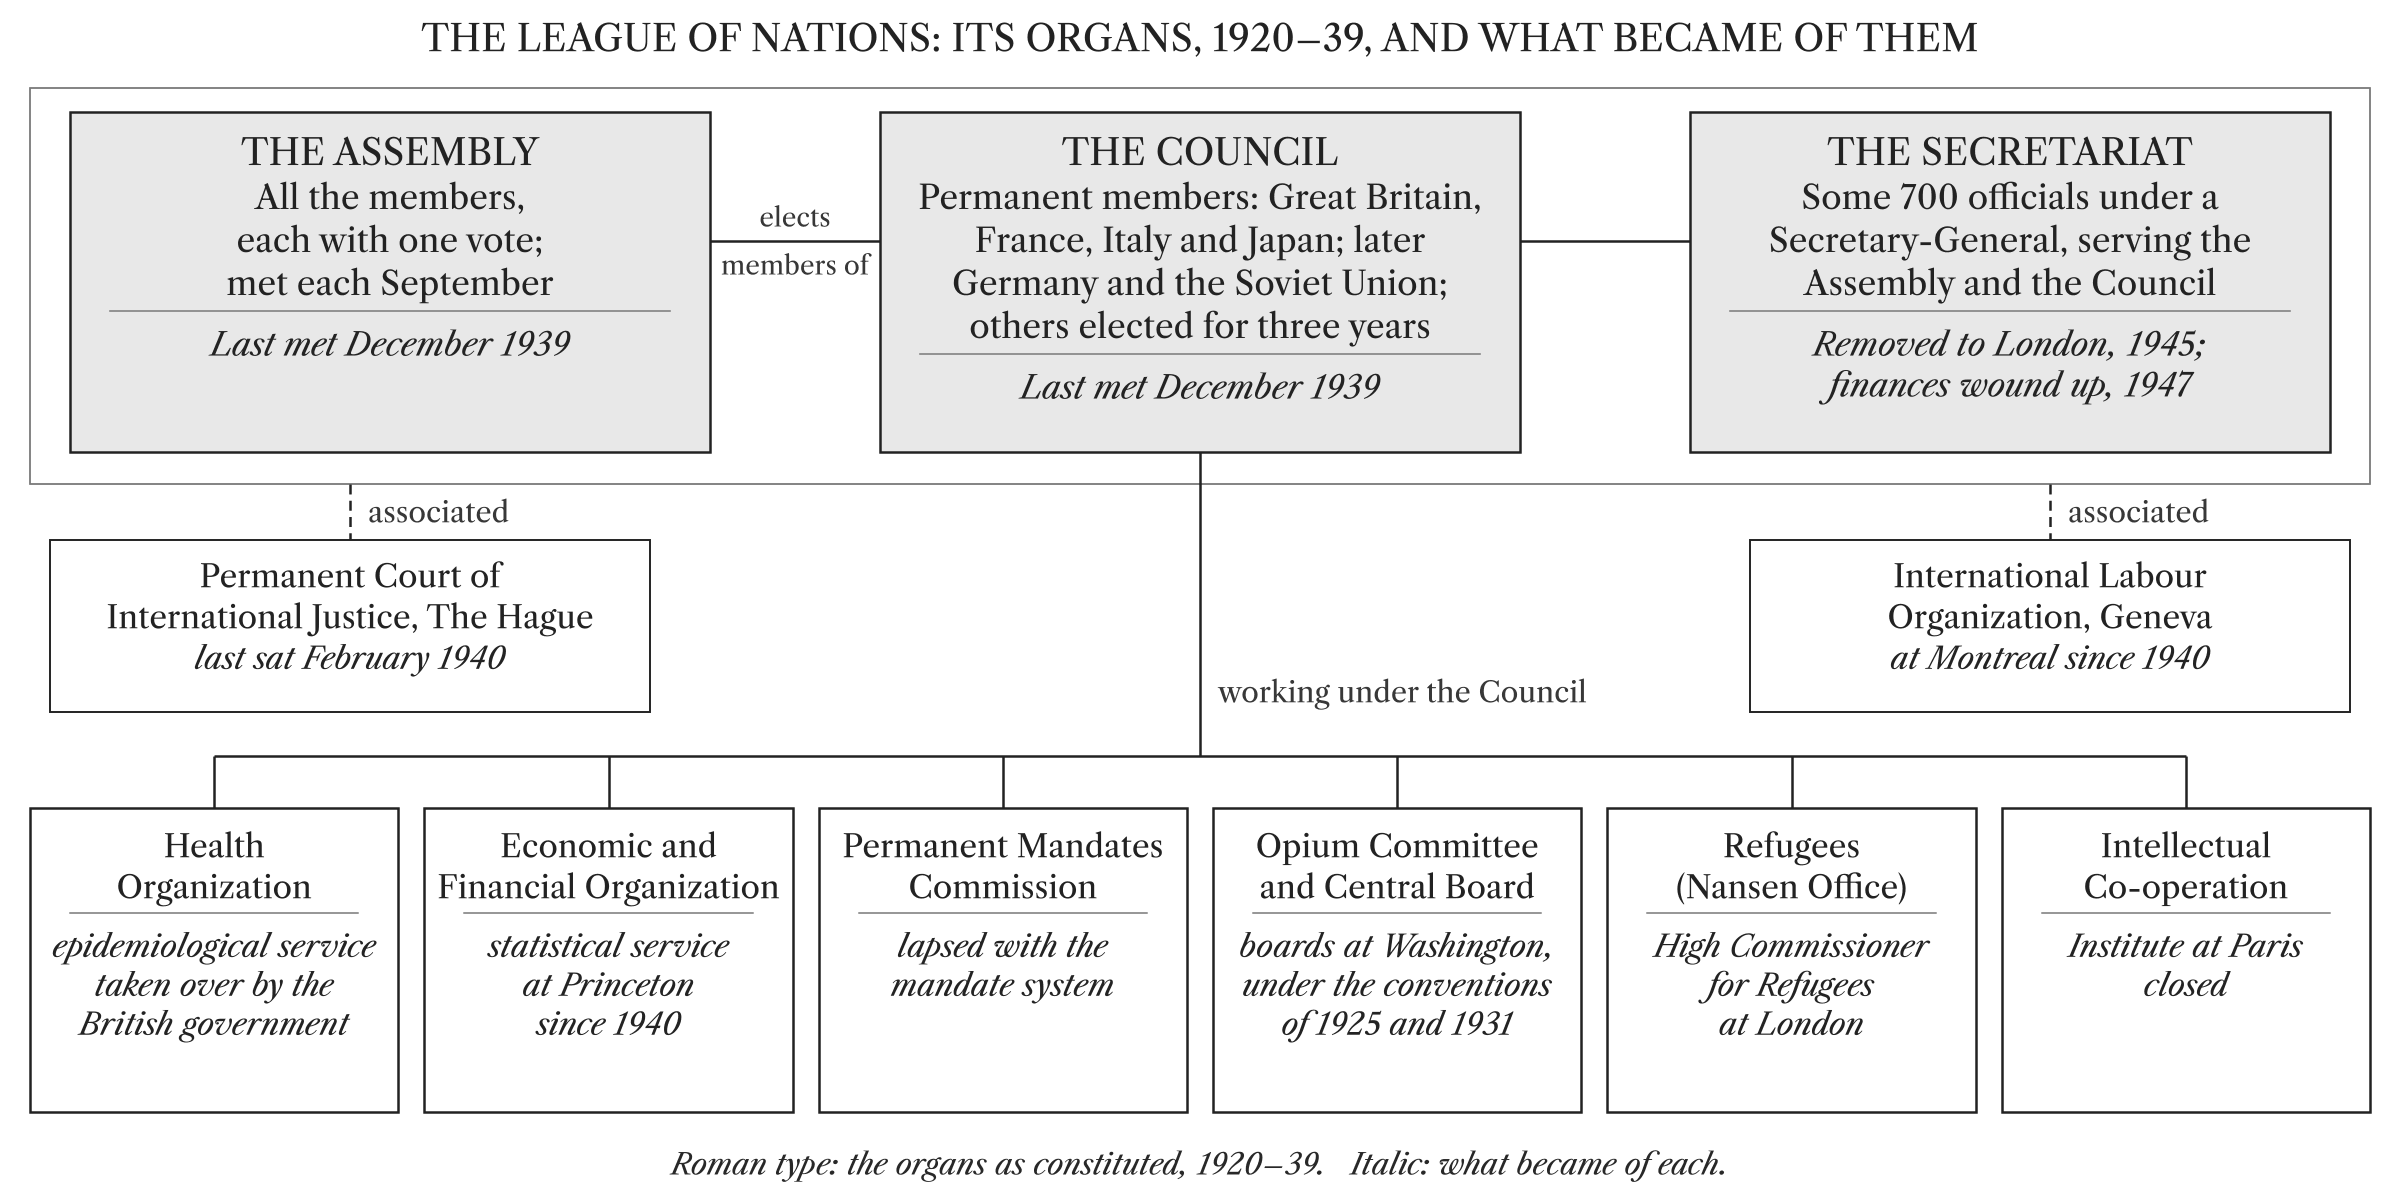 THE LEAGUE OF NATIONS: ITS ORGANS, 1920–39, AND WHAT BECAME OF THEM
THE ASSEMBLY
All the members,
each with one vote;
met each September
Last met December 1939
elects
members of
THE COUNCIL
Permanent members: Great Britain,
France, Italy and Japan; later
Germany and the Soviet Union;
others elected for three years
Last met December 1939
THE SECRETARIAT
Some 700 officials under a
Secretary-General, serving the
Assembly and the Council
Removed to London, 1945;
finances wound up, 1947
associated
Permanent Court of
International Justice, The Hague
last sat February 1940
associated
International Labour
Organization, Geneva
at Montreal since 1940
working under the Council
Health
Organization
epidemiological service
taken over by the
British government
Economic and
Financial Organization
statistical service
at Princeton
since 1940
Permanent Mandates
Commission
lapsed with the
mandate system
Opium Committee
and Central Board
boards at Washington,
under the conventions
of 1925 and 1931
Refugees
(Nansen Office)
High Commissioner
for Refugees
at London
Intellectual
Co-operation
Institute at Paris
closed
Roman type: the organs as constituted, 1920–39. Italic: what became of each.